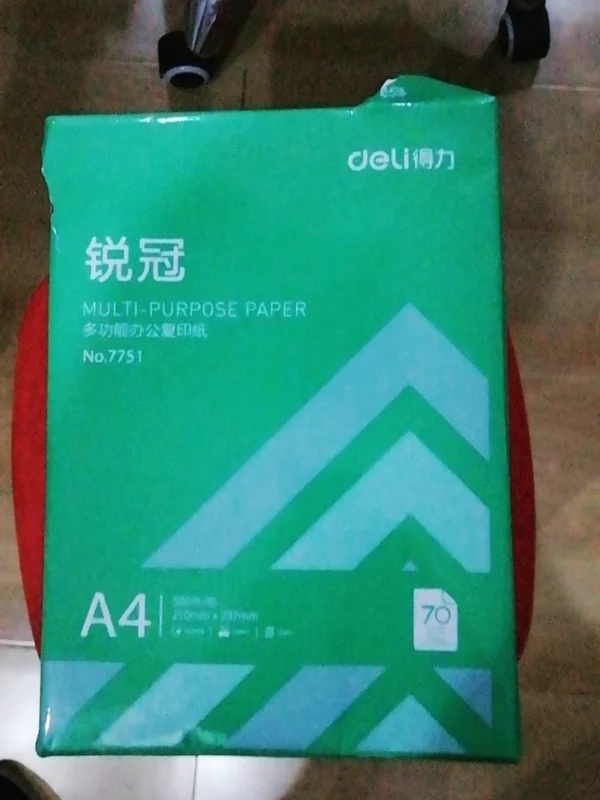 deli得力
锐冠
MULTI-PURPOSE PAPER
多功能办公复印纸
No.7751
A4
210mm x 297mm
70